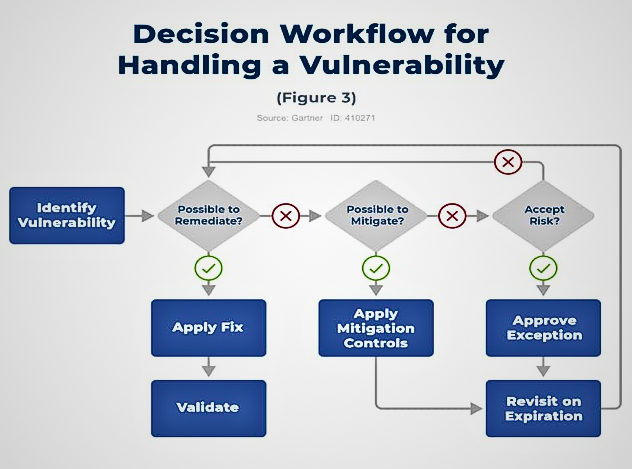 Decision Workflow for
Handling a Vulnerability
(Figure 3)
Source: Gartner ID: 410271
Identify
Vulnerability
Possible to
Remediate?
Possible to
Mitigate?
Accept
Risk?
Apply Fix
Apply
Mitigation
Controls
Approve
Exception
Validate
Revisit on
Expiration